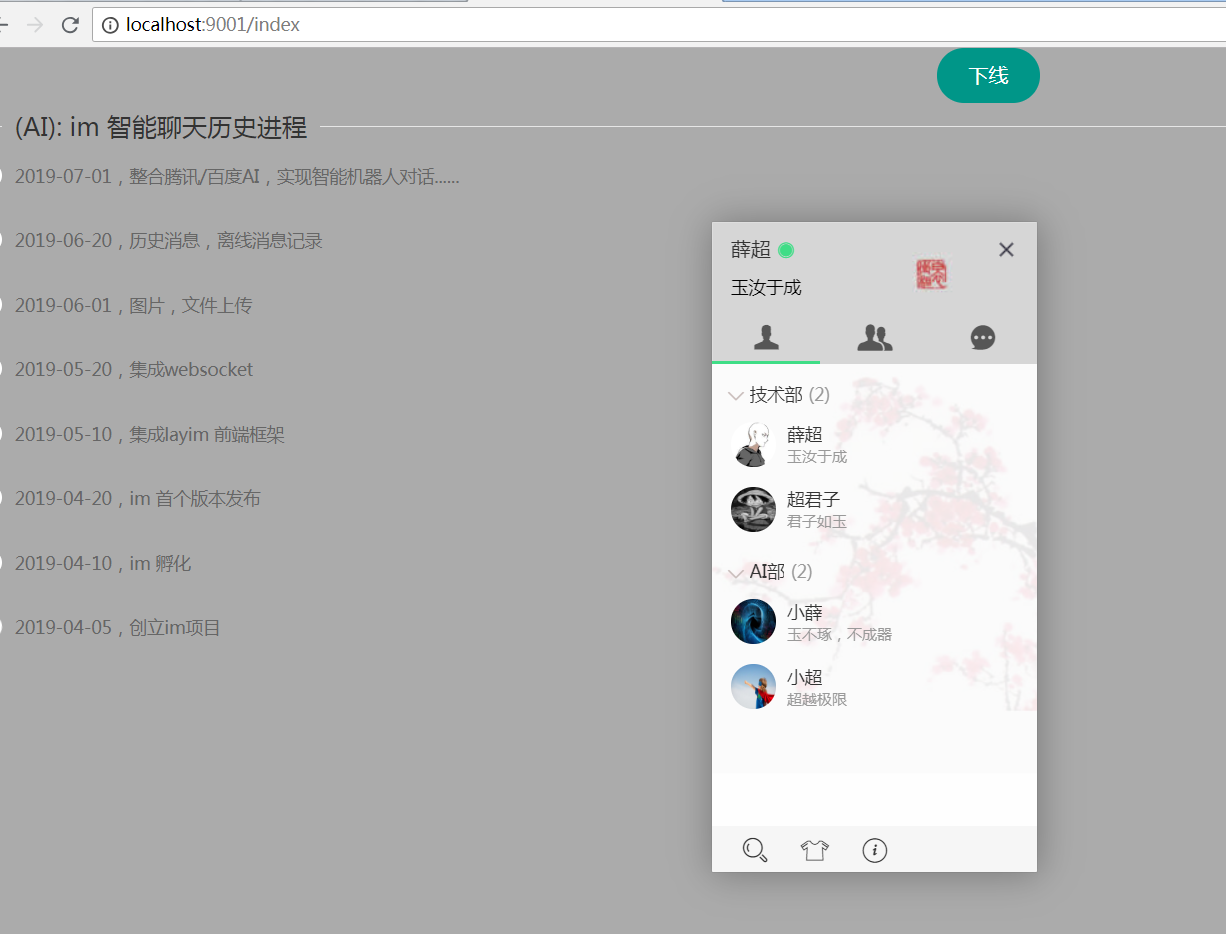 localhost:9001/index
下线
(AI): im 智能聊天历史进程
2019-07-01，整合腾讯/百度AI，实现智能机器人对话......
2019-06-20，历史消息，离线消息记录
2019-06-01，图片，文件上传
2019-05-20，集成websocket
2019-05-10，集成layim 前端框架
2019-04-20，im 首个版本发布
2019-04-10，im 孵化
2019-04-05，创立im项目
薛超
玉汝于成
技术部 (2)
薛超
玉汝于成
超君子
君子如玉
AI部 (2)
小薛
玉不琢，不成器
小超
超越极限